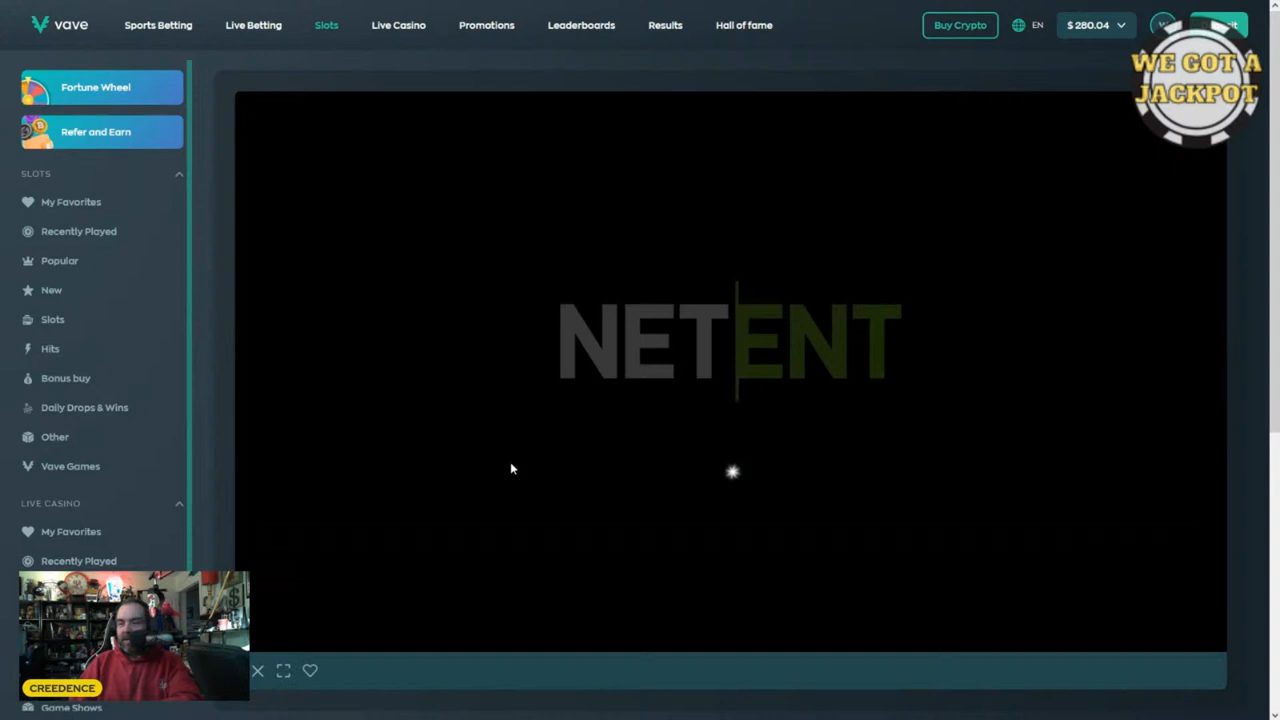 vave
Sports Betting
Live Betting
Slots
Live Casino
Promotions
Leaderboards
Results
Hall of fame
Buy Crypto
EN
$ 280.04
WE GOT A
JACKPOT
Fortune Wheel
Refer and Earn
SLOTS
My Favorites
Recently Played
Popular
New
Slots
Hits
Bonus buy
Daily Drops & Wins
Other
Vave Games
LIVE CASINO
My Favorites
Recently Played
Game Shows
NETENT
CREEDENCE